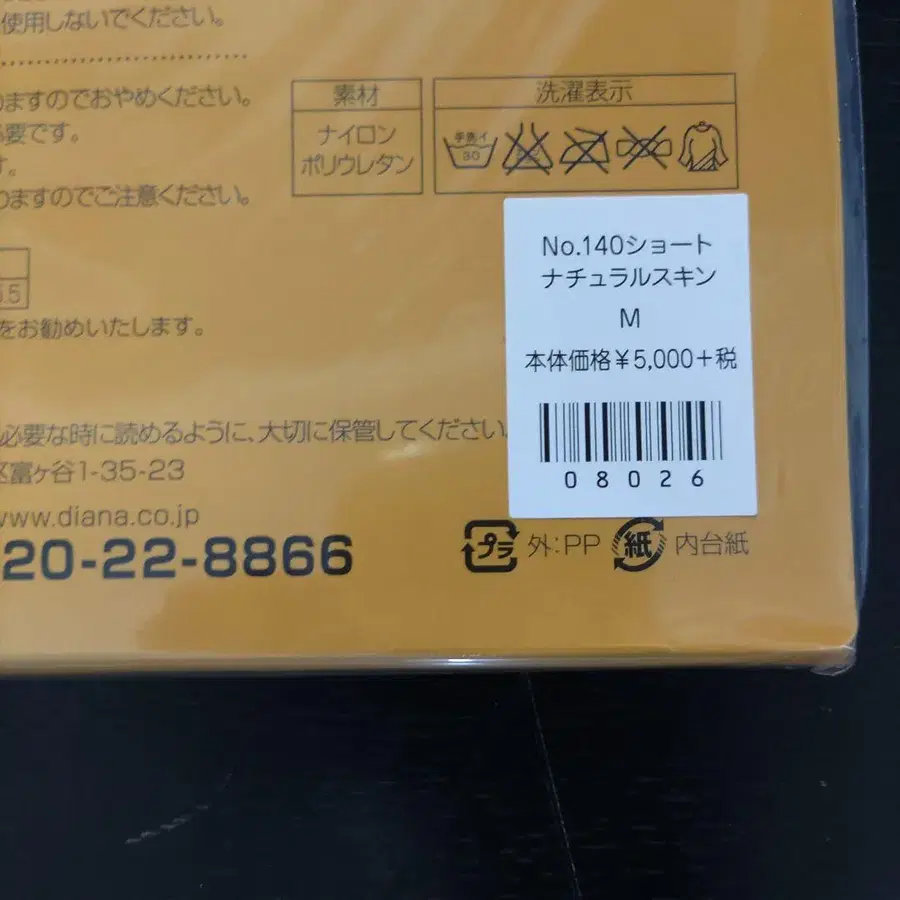 使用しないでください。
りますのでおやめください。
必要です。
す。
りますのでご注意ください。
素材
ナイロン
ポリウレタン
洗濯表示
手洗イ
30
5.5
をお勧めいたします。
No.140ショート
ナチュラルスキン
M
本体価格￥5,000+税
08026
必要な時に読めるように、大切に保管してください。
区富ヶ谷1-35-23
www.diana.co.jp
20-22-8866
プラ 外:PP 紙 内台紙